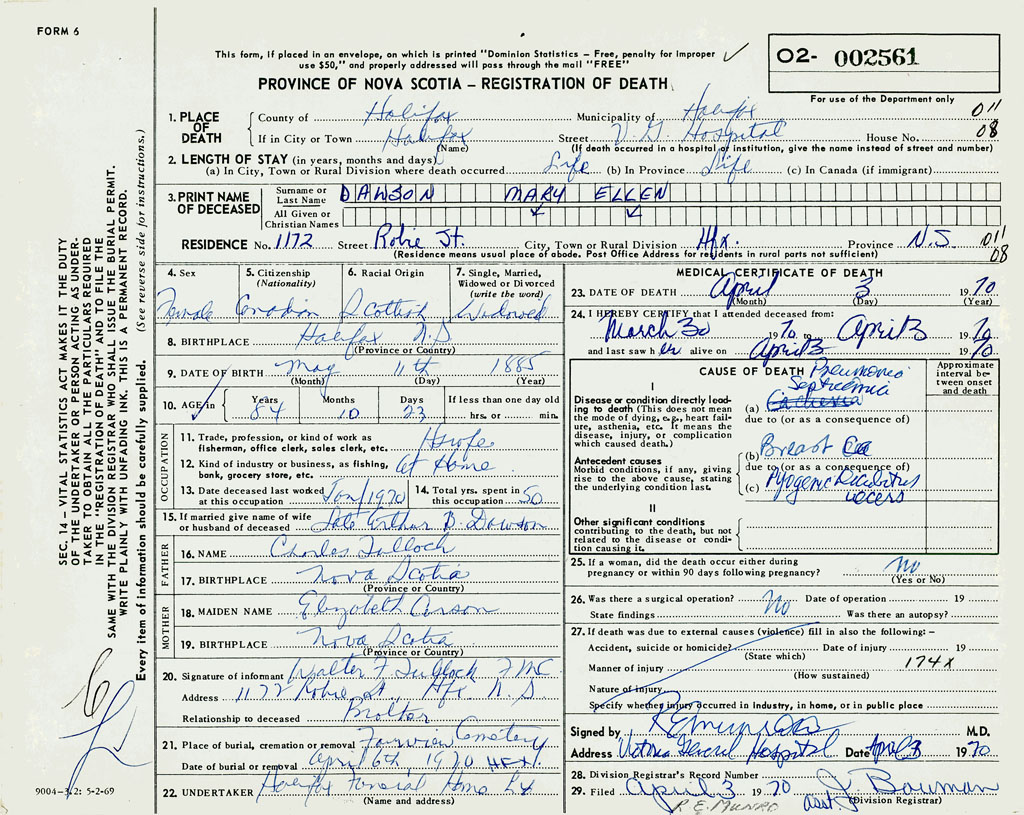 FORM 6
This form, if placed in an envelope, on which is printed "Dominion Statistics – Free, penalty for improper
use $50," and properly addressed will pass through the mail "FREE"
02- 002561
PROVINCE OF NOVA SCOTIA – REGISTRATION OF DEATH
For use of the Department only
1. PLACE OF DEATH County of Halifax Municipality of Halifax 011
If in City or Town Halifax Street V.G. Hospital House No. 08
(Name) (If death occurred in a hospital of institution, give the name instead of street and number)
2. LENGTH OF STAY (in years, months and days)
(a) In City, Town or Rural Division where death occurred Life (b) In Province Life (c) In Canada (if immigrant)
3. PRINT NAME OF DECEASED Surname or Last Name DAWSON MARY ELLEN
All Given or Christian Names
RESIDENCE No. 1172 Street Robie St. City, Town or Rural Division Hfx. Province N.S 011
(Residence means usual place of abode. Post Office Address for residents in rural parts not sufficient) 08
4. Sex 5. Citizenship (Nationality) 6. Racial Origin 7. Single, Married, Widowed or Divorced (write the word)
Female Canadian Scottish Widowed
8. BIRTHPLACE Halifax N.S
(Province or Country)
9. DATE OF BIRTH May 11th 1885
(Month) (Day) (Year)
10. AGE in Years Months Days If less than one day old
84 10 23 hrs. or min.
OCCUPATION
11. Trade, profession, or kind of work as fisherman, office clerk, sales clerk, etc. Hswfe
12. Kind of industry or business, as fishing, bank, grocery store, etc. At Home
13. Date deceased last worked at this occupation Jan/1970 14. Total yrs. spent in this occupation 50
15. If married give name of wife or husband of deceased Late Arthur B. Dawson
FATHER
16. NAME Charles Tulloch
17. BIRTHPLACE Nova Scotia
(Province or Country)
MOTHER
18. MAIDEN NAME Elizabeth
19. BIRTHPLACE Nova Scotia
(Province or Country)
20. Signature of informant Walter F Tulloch
Address 1172 Robie St, Hfx N.S
Relationship to deceased Brother
21. Place of burial, cremation or removal Fairview Cemetery
Date of burial or removal April 6th, 1970
22. UNDERTAKER Halifax Funeral Home
(Name and address)
MEDICAL CERTIFICATE OF DEATH
23. DATE OF DEATH April 3 1970
(Month) (Day) (Year)
24. I HEREBY CERTIFY that I attended deceased from:
March 30 1970 to April 3 1970
and last saw her alive on April 3 1970
CAUSE OF DEATH Approximate interval between onset and death
I
Pneumonia
Septicemia
Disease or condition directly leading to death (This does not mean the mode of dying, e.g., heart failure, asthenia, etc. It means the disease, injury, or complication which caused death.) (a) Cachexia
due to (or as a consequence of)
Antecedent causes (b) Breast Ca
Morbid conditions, if any, giving rise to the above cause, stating the underlying condition last. due to (or as a consequence of)
(c) Pyogenic Decubitus ulcers
II
Other significant conditions contributing to the death, but not related to the disease or condition causing it.
25. If a woman, did the death occur either during pregnancy or within 90 days following pregnancy? No
(Yes or No)
26. Was there a surgical operation? No Date of operation 19
State findings Was there an autopsy?
27. If death was due to external causes (violence) fill in also the following: –
Accident, suicide or homicide? Date of injury 19
(State which) 174X
Manner of injury
(How sustained)
Nature of injury
Specify whether injury occurred in industry, in home, or in public place
Signed by R E Munro M.D.
Address Victoria General Hospital Date April 3 1970
28. Division Registrar's Record Number
29. Filed April 3 1970 J. Bauman
R. E. MUNRO asst. (Division Registrar)
SEC. 14 – VITAL STATISTICS ACT MAKES IT THE DUTY
OF THE UNDERTAKER OR PERSON ACTING AS UNDER-
TAKER TO OBTAIN ALL THE PARTICULARS REQUIRED
IN THE "REGISTRATION OF DEATH" AND TO FILE THE
SAME WITH THE DIVISION REGISTRAR WHO SHALL ISSUE THE BURIAL PERMIT.
WRITE PLAINLY WITH UNFADING INK. THIS IS A PERMANENT RECORD.
Every item of information should be carefully supplied. (See reverse side for instructions.)
9004-3.2: 5-2-69